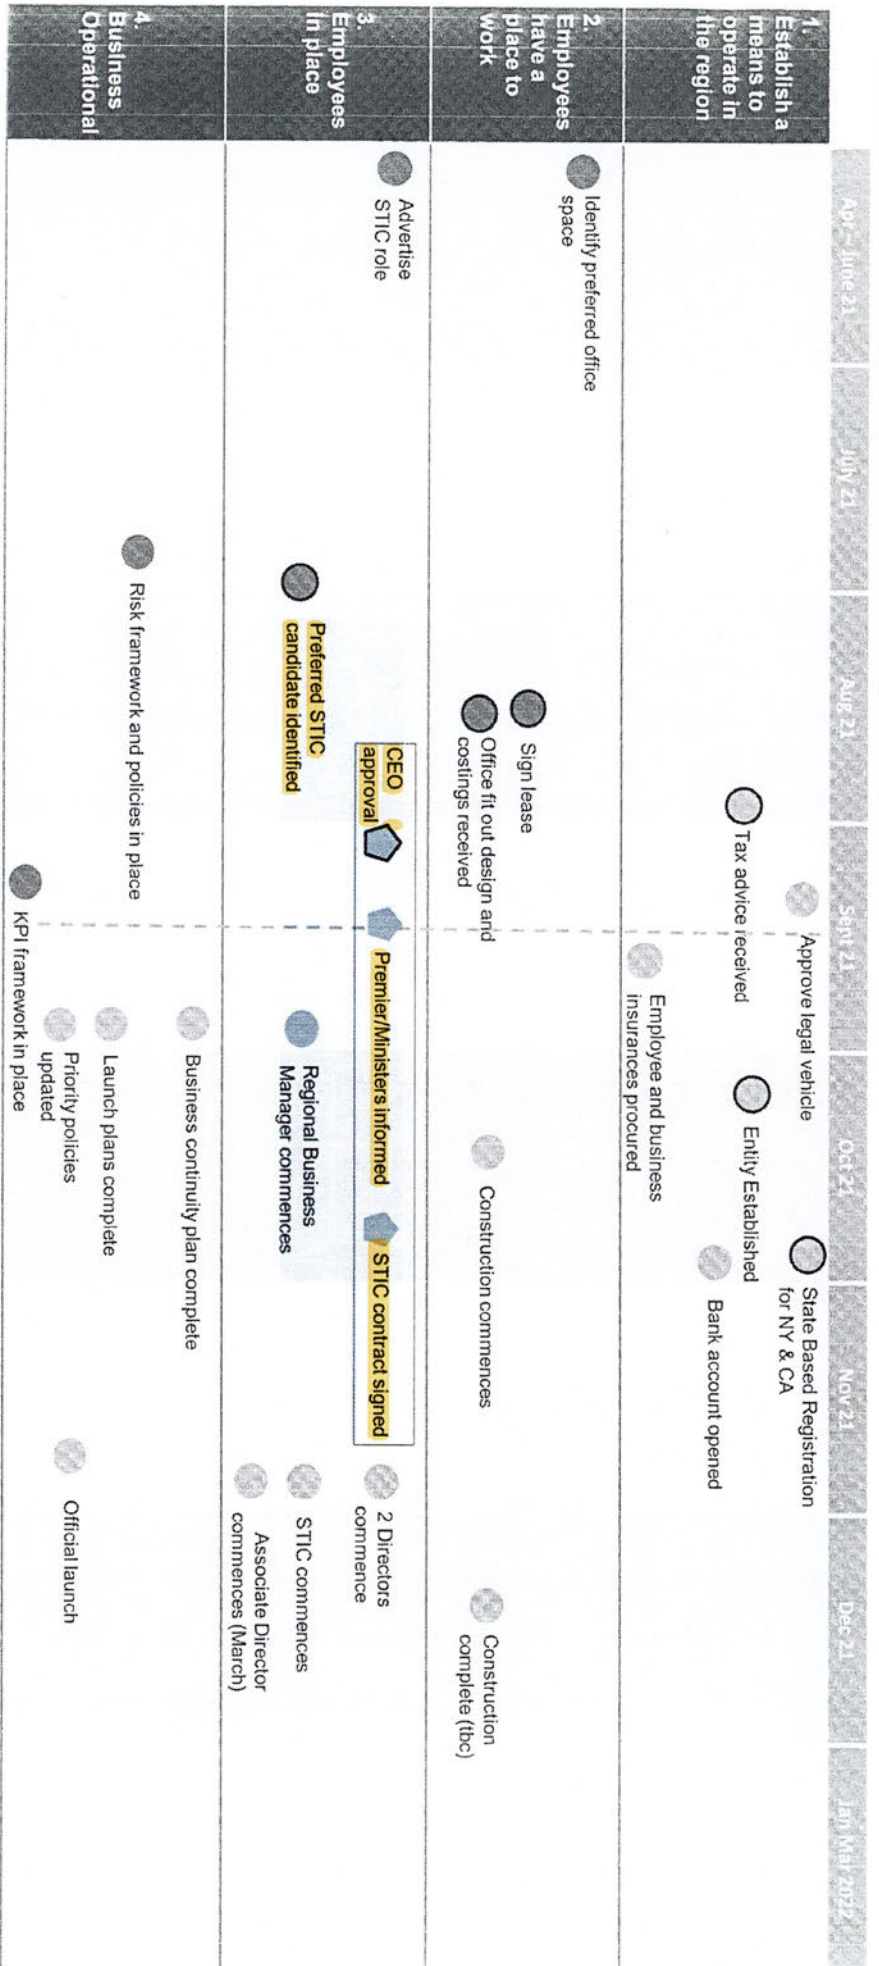 Apr – June 21
July 21
Aug 21
Sept 21
Oct 21
Nov 21
Dec 21
Jan Mar 2022
1.
Establish a
means to
operate in
the region
Approve legal vehicle
State Based Registration
for NY & CA
Tax advice received
Entity Established
Bank account opened
Employee and business
insurances procured
2.
Employees
have a
place to
work
Identify preferred office
space
Sign lease
Office fit out design and
costings received
Construction commences
Construction
complete (tbc)
3.
Employees
in place
Advertise
STIC role
CEO
approval
Premier/Ministers informed
STIC contract signed
2 Directors
commence
Preferred STIC
candidate identified
Regional Business
Manager commences
STIC commences
Associate Director
commences (March)
4.
Business
Operational
Risk framework and policies in place
Business continuity plan complete
Launch plans complete
Priority policies
updated
KPI framework in place
Official launch